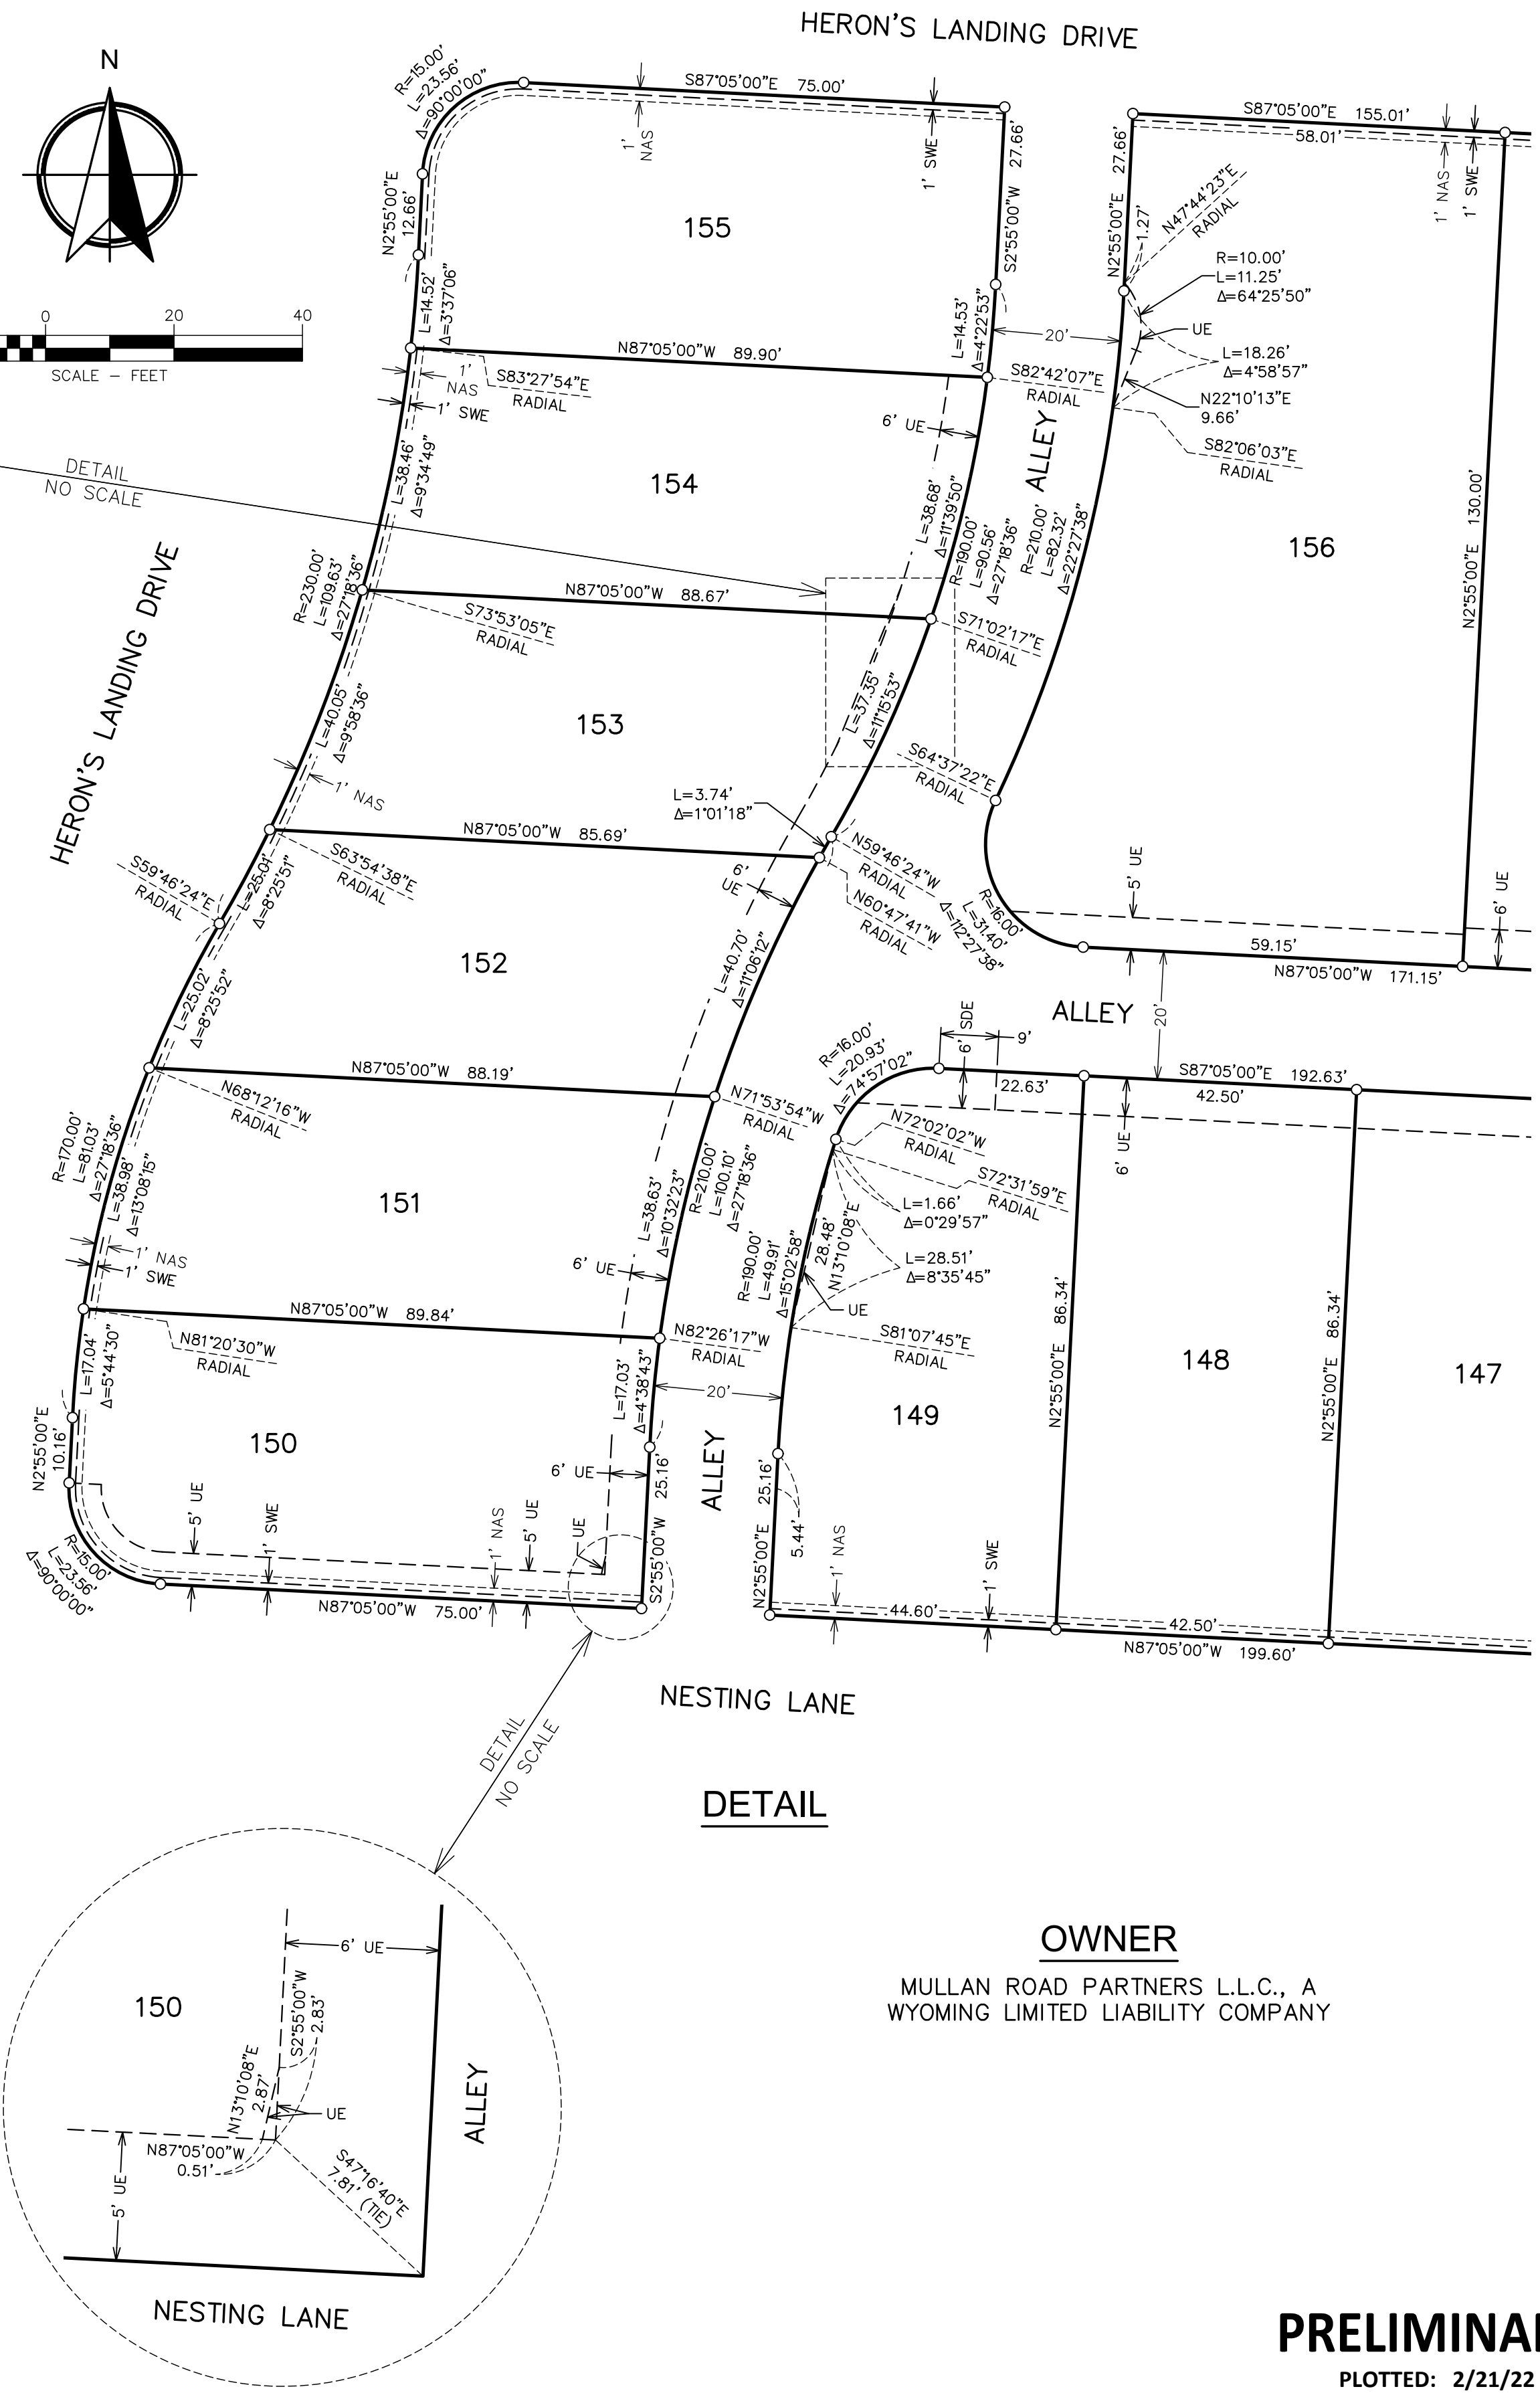 HERON'S LANDING DRIVE
N
0 20 40
SCALE – FEET
R=15.00'
L=23.56'
Δ=90°00'00"
S87°05'00"E 75.00'
1'
NAS
1' SWE
N2°55'00"E
12.66'
S2°55'00"W 27.66'
155
L=14.52'
Δ=3°37'06"
L=14.53'
Δ=4°22'53"
N87°05'00"W 89.90'
S87°05'00"E 155.01'
58.01'
1' NAS
1' SWE
N2°55'00"E 27.66'
1.27'
N47°44'23"E
RADIAL
R=10.00'
L=11.25'
Δ=64°25'50"
UE
L=18.26'
Δ=4°58'57"
N22°10'13"E
9.66'
S82°06'03"E
RADIAL
20'
S82°42'07"E
RADIAL
1'
NAS
1' SWE
S83°27'54"E
RADIAL
6' UE
ALLEY
DETAIL
NO SCALE
154
L=38.46'
Δ=9°34'49"
L=38.68'
Δ=11°39'50"
R=190.00'
L=90.56'
Δ=27°18'36"
R=210.00'
L=82.32'
Δ=22°27'38"
156
N2°55'00"E 130.00'
HERON'S LANDING DRIVE
R=230.00'
L=109.63'
Δ=27°18'36"
N87°05'00"W 88.67'
S73°53'05"E
RADIAL
S71°02'17"E
RADIAL
153
L=40.05'
Δ=9°58'36"
1' NAS
L=37.35'
Δ=11°15'53"
S64°37'22"E
RADIAL
L=3.74'
Δ=1°01'18"
N87°05'00"W 85.69'
S63°54'38"E
RADIAL
S59°46'24"E
RADIAL
L=25.01'
Δ=8°25'51"
6'
UE
N59°46'24"W
RADIAL
N60°47'41"W
RADIAL
R=16.00'
L=31.40'
Δ=112°27'38"
5' UE
6' UE
59.15'
N87°05'00"W 171.15'
152
L=25.02'
Δ=8°25'52"
L=40.70'
Δ=11°06'12"
ALLEY
20'
6' SDE
9'
R=16.00'
L=20.93'
Δ=74°57'02"
22.63'
S87°05'00"E 192.63'
42.50'
6' UE
N87°05'00"W 88.19'
N68°12'16"W
RADIAL
N71°53'54"W
RADIAL
N72°02'02"W
RADIAL
S72°31'59"E
RADIAL
L=1.66'
Δ=0°29'57"
L=28.51'
Δ=8°35'45"
R=170.00'
L=81.03'
Δ=27°18'36"
L=38.98'
Δ=13°08'15"
151
L=38.63'
Δ=10°32'23"
R=210.00'
L=100.10'
Δ=27°18'36"
R=190.00'
L=49.91'
Δ=15°02'58"
28.48'
N13°10'08"E
UE
1' NAS
1' SWE
6' UE
N87°05'00"W 89.84'
N81°20'30"W
RADIAL
N82°26'17"W
RADIAL
S81°07'45"E
RADIAL
L=17.04'
Δ=5°44'30"
L=17.03'
Δ=4°38'43"
20'
N2°55'00"E 86.34'
N2°55'00"E 86.34'
148
147
149
150
N2°55'00"E
10.16'
R=15.00'
L=23.56'
Δ=90°00'00"
5' UE
1' SWE
1' NAS
5' UE
UE
6' UE
S2°55'00"W 25.16'
ALLEY
N2°55'00"E 25.16'
5.44'
1' NAS
1' SWE
N87°05'00"W 75.00'
44.60'
42.50'
N87°05'00"W 199.60'
NESTING LANE
DETAIL
NO SCALE
DETAIL
6' UE
150
S2°55'00"W
2.83'
N13°10'08"E
2.87'
UE
ALLEY
N87°05'00"W
0.51'
5' UE
S47°16'40"E
7.81' (TIE)
NESTING LANE
OWNER
MULLAN ROAD PARTNERS L.L.C., A
WYOMING LIMITED LIABILITY COMPANY
PRELIMINA
PLOTTED: 2/21/22